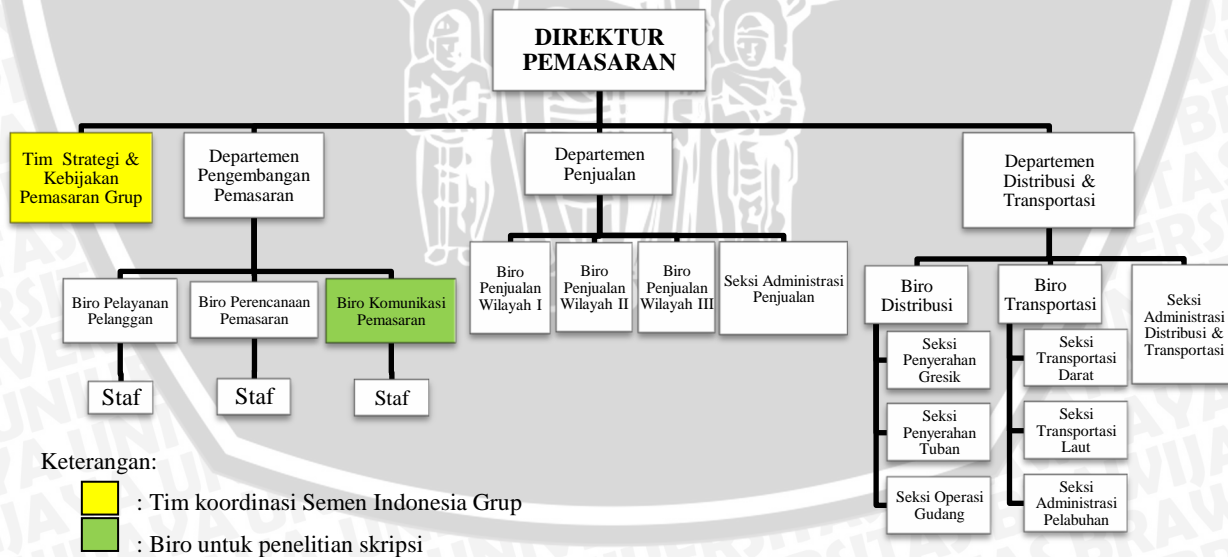 DIREKTUR
PEMASARAN
Tim Strategi &
Kebijakan
Pemasaran Grup
Departemen
Pengembangan
Pemasaran
Departemen
Penjualan
Departemen
Distribusi &
Transportasi
Biro Pelayanan
Pelanggan
Biro Perencanaan
Pemasaran
Biro Komunikasi
Pemasaran
Biro
Penjualan
Wilayah I
Biro
Penjualan
Wilayah II
Biro
Penjualan
Wilayah III
Seksi Administrasi
Penjualan
Biro
Distribusi
Biro
Transportasi
Seksi
Administrasi
Distribusi &
Transportasi
Staf
Staf
Staf
Seksi
Penyerahan
Gresik
Seksi
Penyerahan
Tuban
Seksi Operasi
Gudang
Seksi
Transportasi
Darat
Seksi
Transportasi
Laut
Seksi
Administrasi
Pelabuhan
Keterangan:
: Tim koordinasi Semen Indonesia Grup
: Biro untuk penelitian skripsi